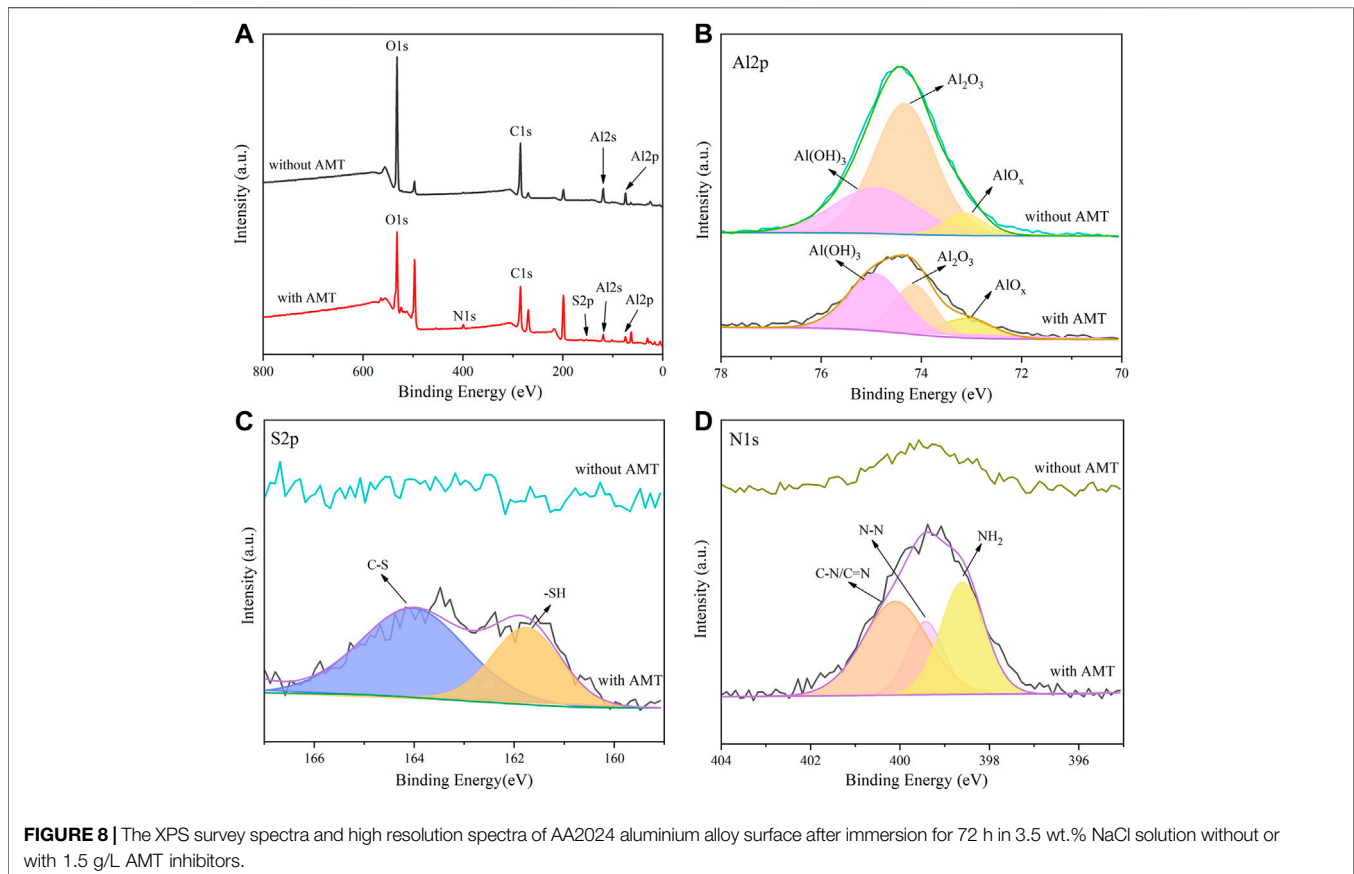 A
O1s
C1s
Al2s
Al2p
without AMT
O1s
C1s
S2p
Al2s
Al2p
N1s
with AMT
Intensity (a.u.)
800
600
400
200
0
Binding Energy (eV)
B
Al2p
Al2O3
Al(OH)3
AlOx
without AMT
Al(OH)3
Al2O3
AlOx
with AMT
Intensity (a.u.)
78
76
74
72
70
Binding Energy (eV)
C
S2p
without AMT
C-S
-SH
with AMT
Intensity (a.u.)
166
164
162
160
Binding Energy(eV)
D
N1s
without AMT
N-N
NH2
C-N/C=N
with AMT
Intensity (a.u.)
404
402
400
398
396
Binding Energy (eV)
FIGURE 8 | The XPS survey spectra and high resolution spectra of AA2024 aluminium alloy surface after immersion for 72 h in 3.5 wt.% NaCl solution without or
with 1.5 g/L AMT inhibitors.